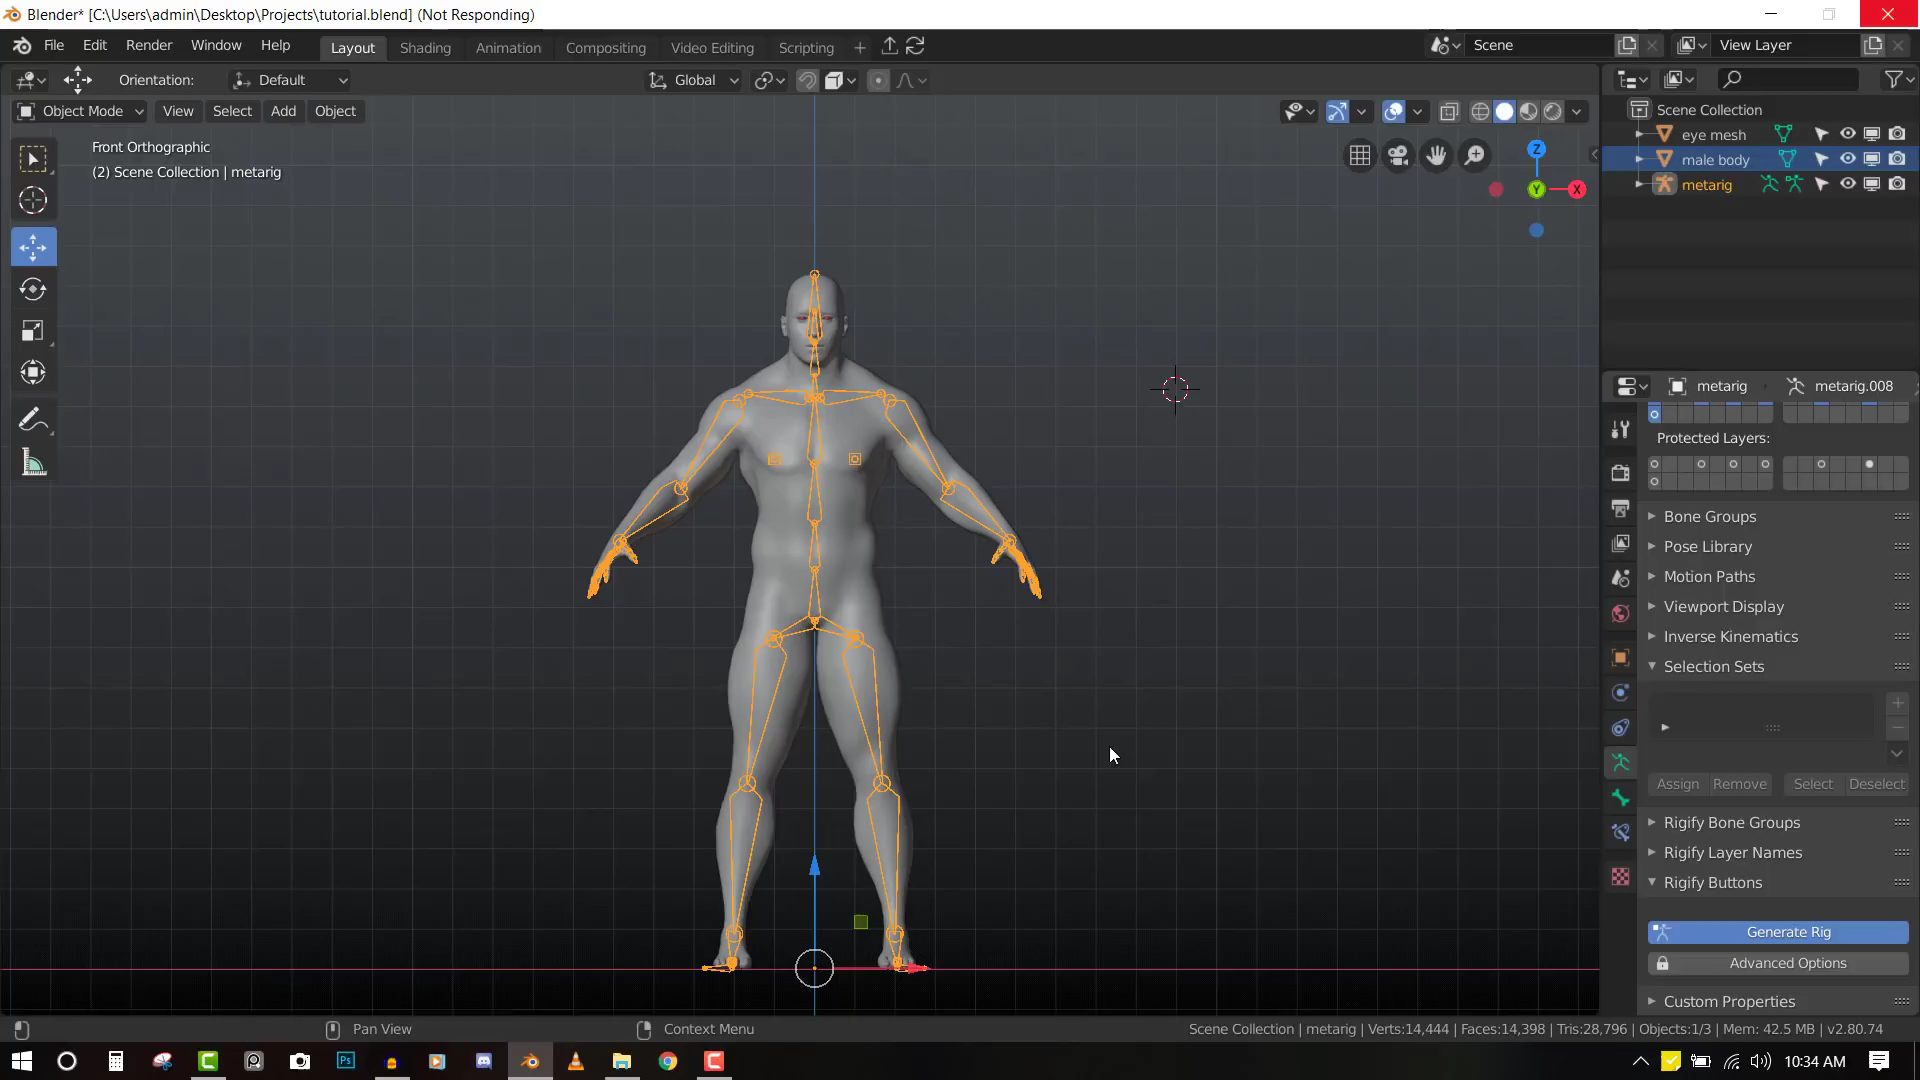 Blender* [C:\Users\admin\Desktop\Projects\tutorial.blend] (Not Responding)
File Edit Render Window Help Layout Shading Animation Compositing Video Editing Scripting + Scene View Layer
Orientation: Default Global
Object Mode View Select Add Object
Scene Collection
eye mesh
male body
metarig
Front Orthographic
(2) Scene Collection | metarig
Z
Y
X
metarig metarig.008
Protected Layers:
Bone Groups
Pose Library
Motion Paths
Viewport Display
Inverse Kinematics
Selection Sets
Assign Remove Select Deselect
Rigify Bone Groups
Rigify Layer Names
Rigify Buttons
Generate Rig
Advanced Options
Custom Properties
Pan View Context Menu Scene Collection | metarig | Verts:14,444 | Faces:14,398 | Tris:28,796 | Objects:1/3 | Mem: 42.5 MB | v2.80.74
Ps
10:34 AM